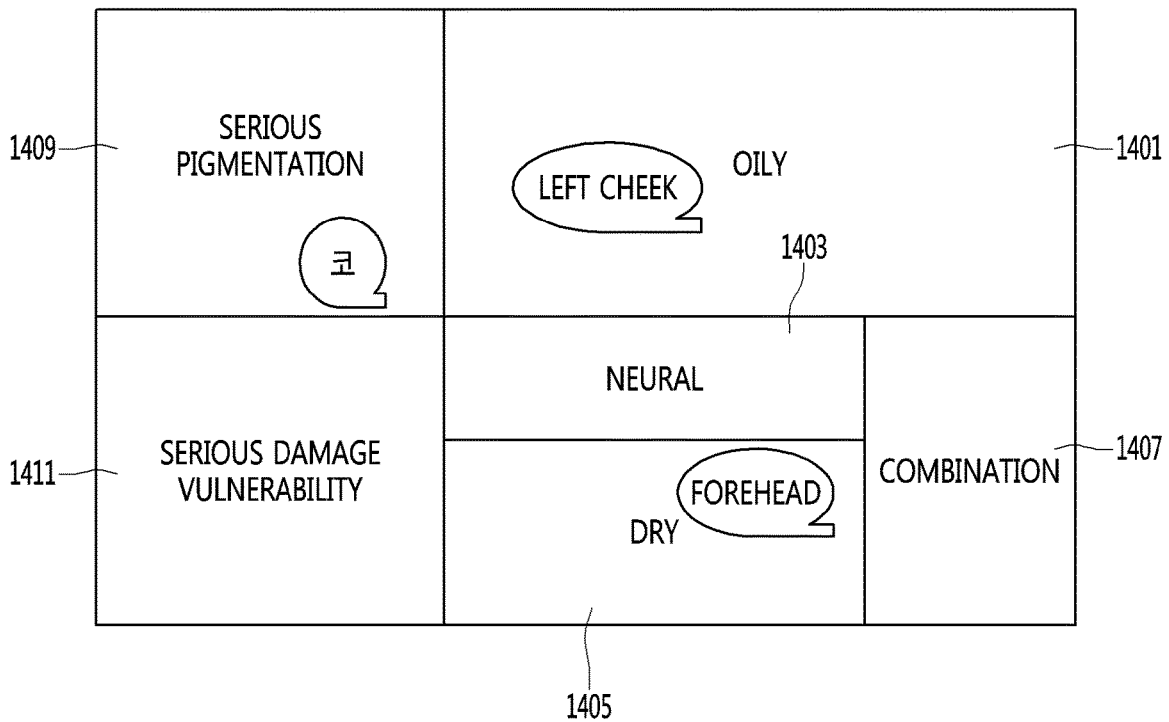 SERIOUS
PIGMENTATION
1409
OILY
1401
LEFT CHEEK
코
1403
NEURAL
SERIOUS DAMAGE
VULNERABILITY
1411
FOREHEAD
DRY
COMBINATION
1407
1405